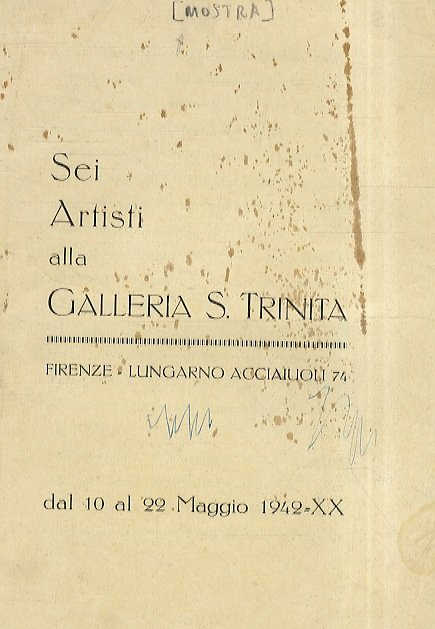 [MOSTRA]
Sei
Artisti
alla
GALLERIA S. TRINITA
FIRENZE - LUNGARNO ACCIAIUOLI 74
dal 10 al 22 Maggio 1942=XX